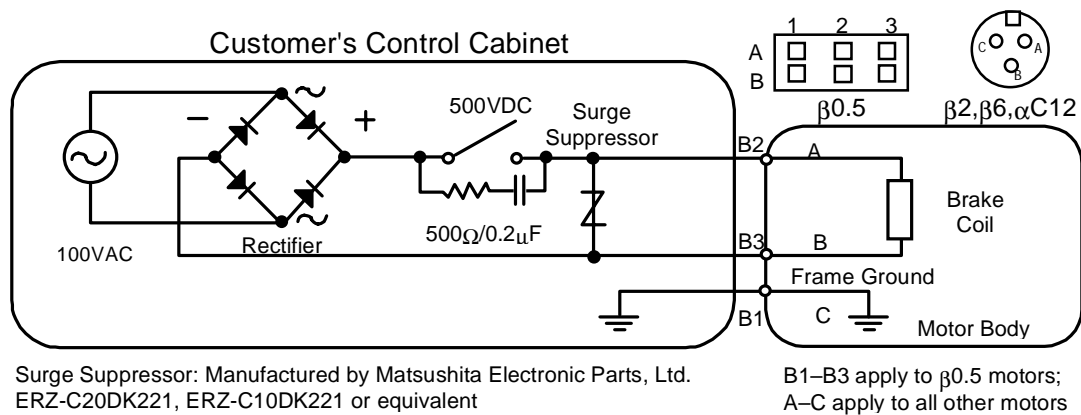 Customer's Control Cabinet
1 2 3
A
B
C A
B
β0.5
β2,β6,αC12
500VDC
Surge
Suppressor
– +
B2
A
Brake
Coil
500Ω/0.2µF
100VAC
Rectifier
B3
B
Frame Ground
B1
C
Motor Body
Surge Suppressor: Manufactured by Matsushita Electronic Parts, Ltd.
ERZ-C20DK221, ERZ-C10DK221 or equivalent
B1–B3 apply to β0.5 motors;
A–C apply to all other motors